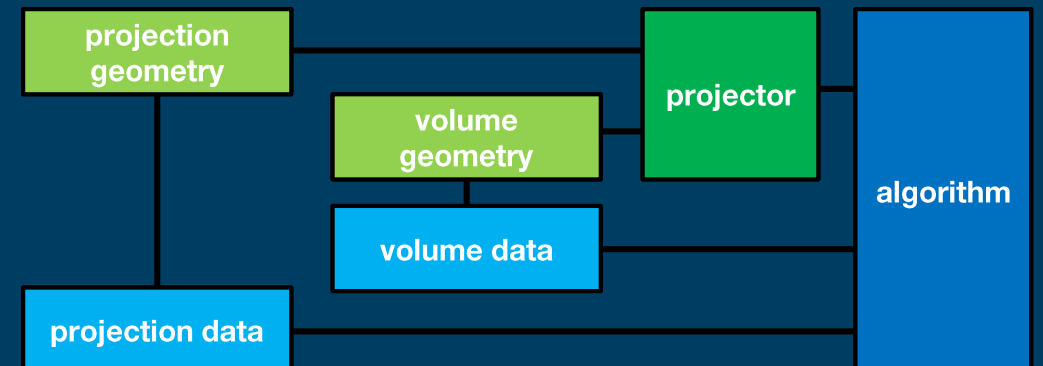 projection
geometry
volume
geometry
projector
algorithm
volume data
projection data